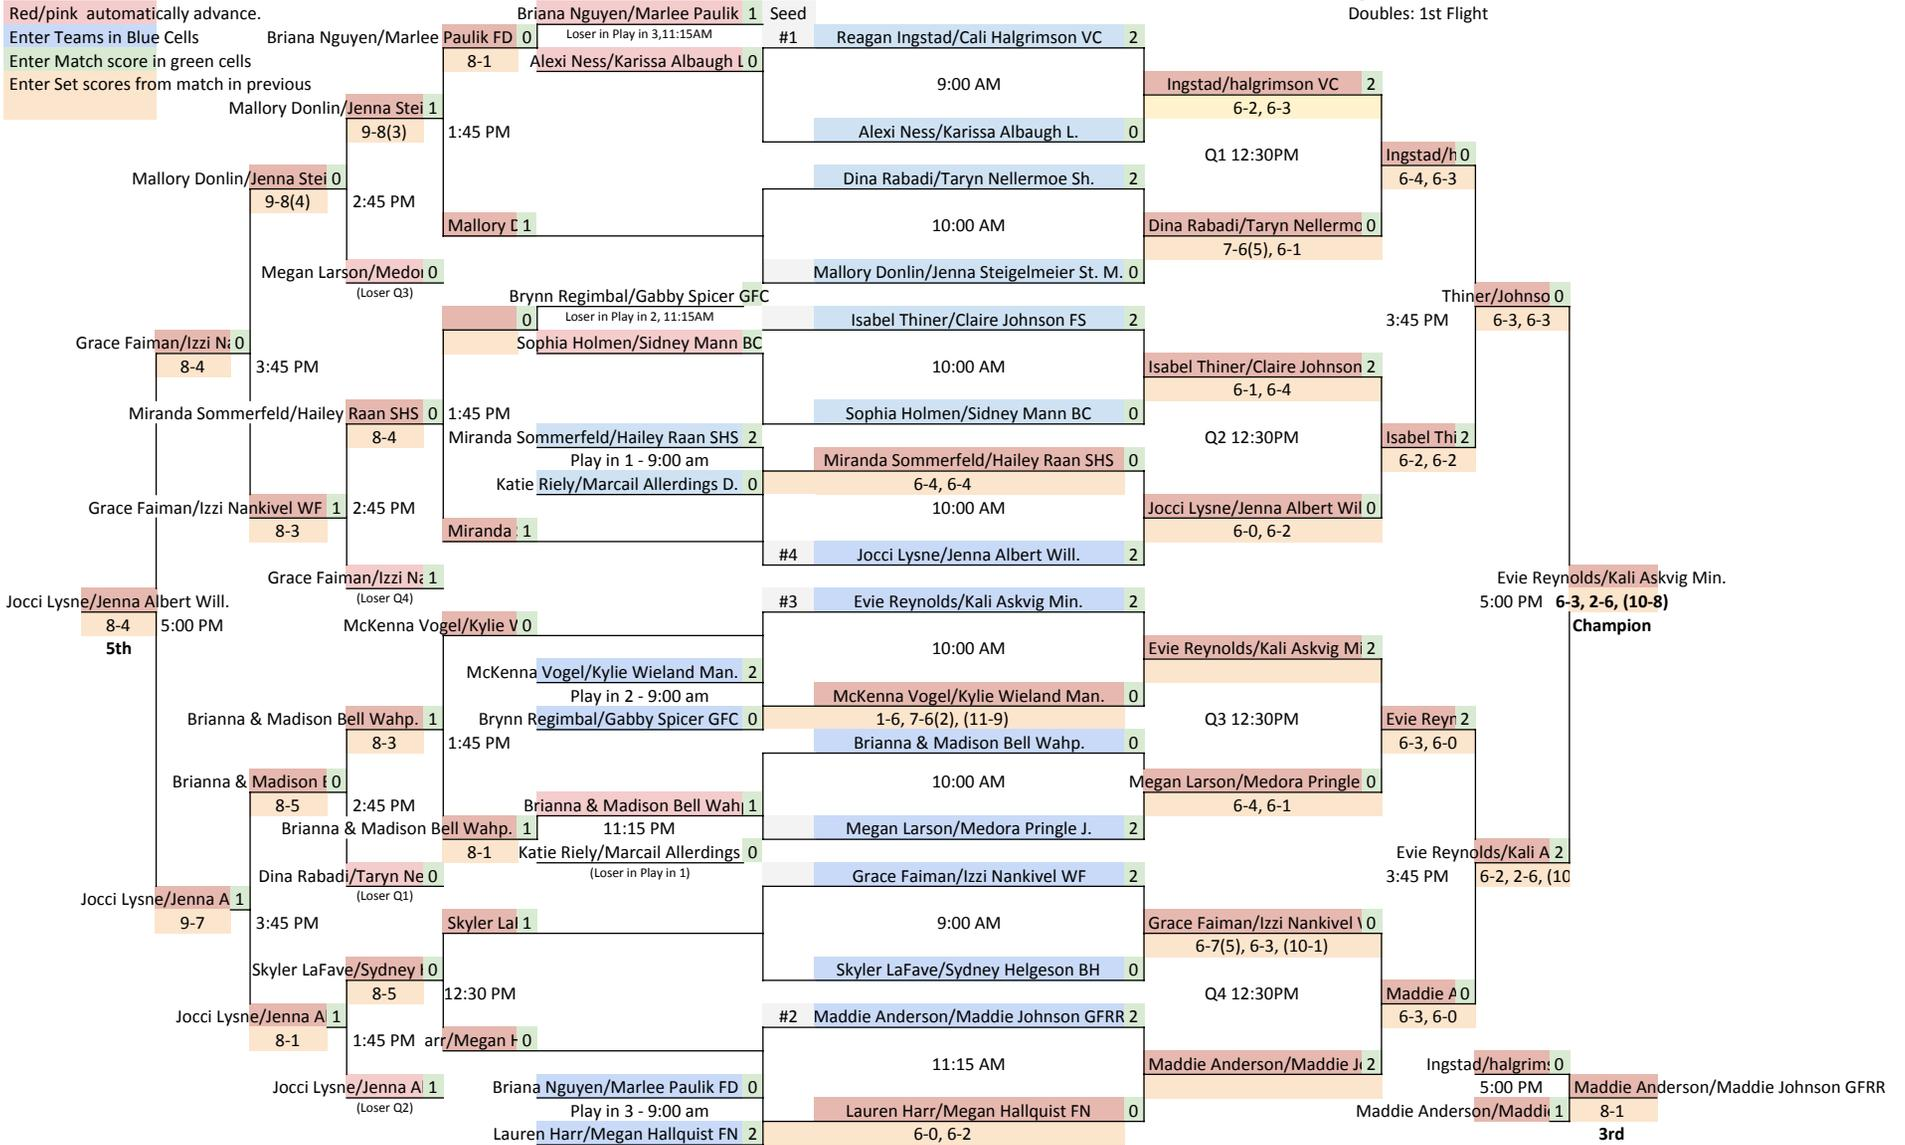 Red/pink automatically advance.
Briana Nguyen/Marlee Paulik 1 Seed
Doubles: 1st Flight
Enter Teams in Blue Cells
Briana Nguyen/Marlee Paulik FD 0
Loser in Play in 3,11:15AM
#1 Reagan Ingstad/Cali Halgrimson VC 2
Enter Match score in green cells
8-1
Alexi Ness/Karissa Albaugh L 0
Enter Set scores from match in previous
9:00 AM
Ingstad/halgrimson VC 2
Mallory Donlin/Jenna Stei 1
6-2, 6-3
9-8(3)
1:45 PM
Alexi Ness/Karissa Albaugh L. 0
Q1 12:30PM
Ingstad/h 0
Mallory Donlin/Jenna Stei 0
Dina Rabadi/Taryn Nellermoe Sh. 2
6-4, 6-3
9-8(4)
2:45 PM
Mallory D 1
10:00 AM
Dina Rabadi/Taryn Nellermo 0
7-6(5), 6-1
Megan Larson/Medor 0
Mallory Donlin/Jenna Steigelmeier St. M. 0
(Loser Q3)
Brynn Regimbal/Gabby Spicer GFC
Thiner/Johnso 0
0
Loser in Play in 2, 11:15AM
Isabel Thiner/Claire Johnson FS 2
3:45 PM
6-3, 6-3
Grace Faiman/Izzi Na 0
Sophia Holmen/Sidney Mann BC
8-4
3:45 PM
10:00 AM
Isabel Thiner/Claire Johnson 2
6-1, 6-4
Miranda Sommerfeld/Hailey Raan SHS 0
1:45 PM
Sophia Holmen/Sidney Mann BC 0
8-4
Miranda Sommerfeld/Hailey Raan SHS 2
Q2 12:30PM
Isabel Thi 2
Play in 1 - 9:00 am
Miranda Sommerfeld/Hailey Raan SHS 0
6-2, 6-2
Katie Riely/Marcail Allerdings D. 0
6-4, 6-4
Grace Faiman/Izzi Nankivel WF 1
2:45 PM
10:00 AM
Jocci Lysne/Jenna Albert Wil 0
8-3
Miranda 1
6-0, 6-2
#4 Jocci Lysne/Jenna Albert Will. 2
Grace Faiman/Izzi Na 1
Evie Reynolds/Kali Askvig Min.
(Loser Q4)
Jocci Lysne/Jenna Albert Will.
#3 Evie Reynolds/Kali Askvig Min. 2
5:00 PM
6-3, 2-6, (10-8)
8-4
5:00 PM
McKenna Vogel/Kylie W 0
Champion
5th
10:00 AM
Evie Reynolds/Kali Askvig Mi 2
McKenna Vogel/Kylie Wieland Man. 2
Play in 2 - 9:00 am
McKenna Vogel/Kylie Wieland Man. 0
Brianna & Madison Bell Wahp. 1
Brynn Regimbal/Gabby Spicer GFC 0
1-6, 7-6(2), (11-9)
Q3 12:30PM
Evie Reyn 2
8-3
1:45 PM
Brianna & Madison Bell Wahp. 0
6-3, 6-0
Brianna & Madison B 0
10:00 AM
Megan Larson/Medora Pringle 0
8-5
2:45 PM
Brianna & Madison Bell Wah 1
6-4, 6-1
Brianna & Madison Bell Wahp. 1
11:15 PM
Megan Larson/Medora Pringle J. 2
8-1
Katie Riely/Marcail Allerdings 0
Evie Reynolds/Kali A 2
Dina Rabadi/Taryn Ne 0
(Loser in Play in 1)
Grace Faiman/Izzi Nankivel WF 2
3:45 PM
6-2, 2-6, (10
(Loser Q1)
Jocci Lysne/Jenna A 1
9-7
3:45 PM
Skyler Lal 1
9:00 AM
Grace Faiman/Izzi Nankivel 0
6-7(5), 6-3, (10-1)
Skyler LaFave/Sydney 0
Skyler LaFave/Sydney Helgeson BH 0
8-5
12:30 PM
Q4 12:30PM
Maddie A 0
Jocci Lysne/Jenna A 1
#2 Maddie Anderson/Maddie Johnson GFRR 2
6-3, 6-0
8-1
1:45 PM
arr/Megan H 0
11:15 AM
Maddie Anderson/Maddie J 2
Ingstad/halgrims 0
Jocci Lysne/Jenna A 1
Briana Nguyen/Marlee Paulik FD 0
5:00 PM
Maddie Anderson/Maddie Johnson GFRR
(Loser Q2)
Play in 3 - 9:00 am
Lauren Harr/Megan Hallquist FN 0
Maddie Anderson/Maddie 1
8-1
Lauren Harr/Megan Hallquist FN 2
6-0, 6-2
3rd